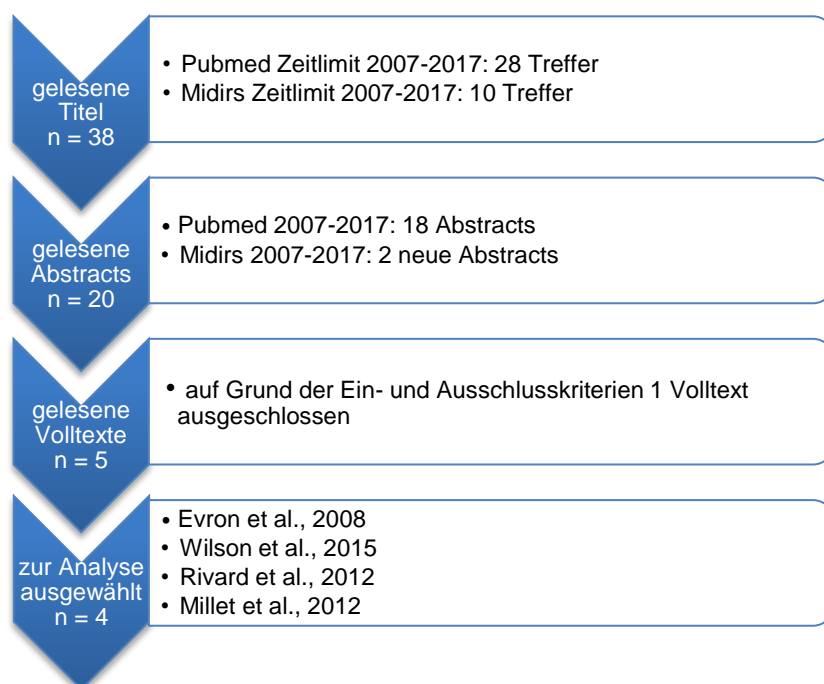 gelesene
Titel
n = 38
• Pubmed Zeitlimit 2007-2017: 28 Treffer
• Midirs Zeitlimit 2007-2017: 10 Treffer
gelesene
Abstracts
n = 20
• Pubmed 2007-2017: 18 Abstracts
• Midirs 2007-2017: 2 neue Abstracts
gelesene
Volltexte
n = 5
• auf Grund der Ein- und Ausschlusskriterien 1 Volltext
ausgeschlossen
zur Analyse
ausgewählt
n = 4
• Evron et al., 2008
• Wilson et al., 2015
• Rivard et al., 2012
• Millet et al., 2012